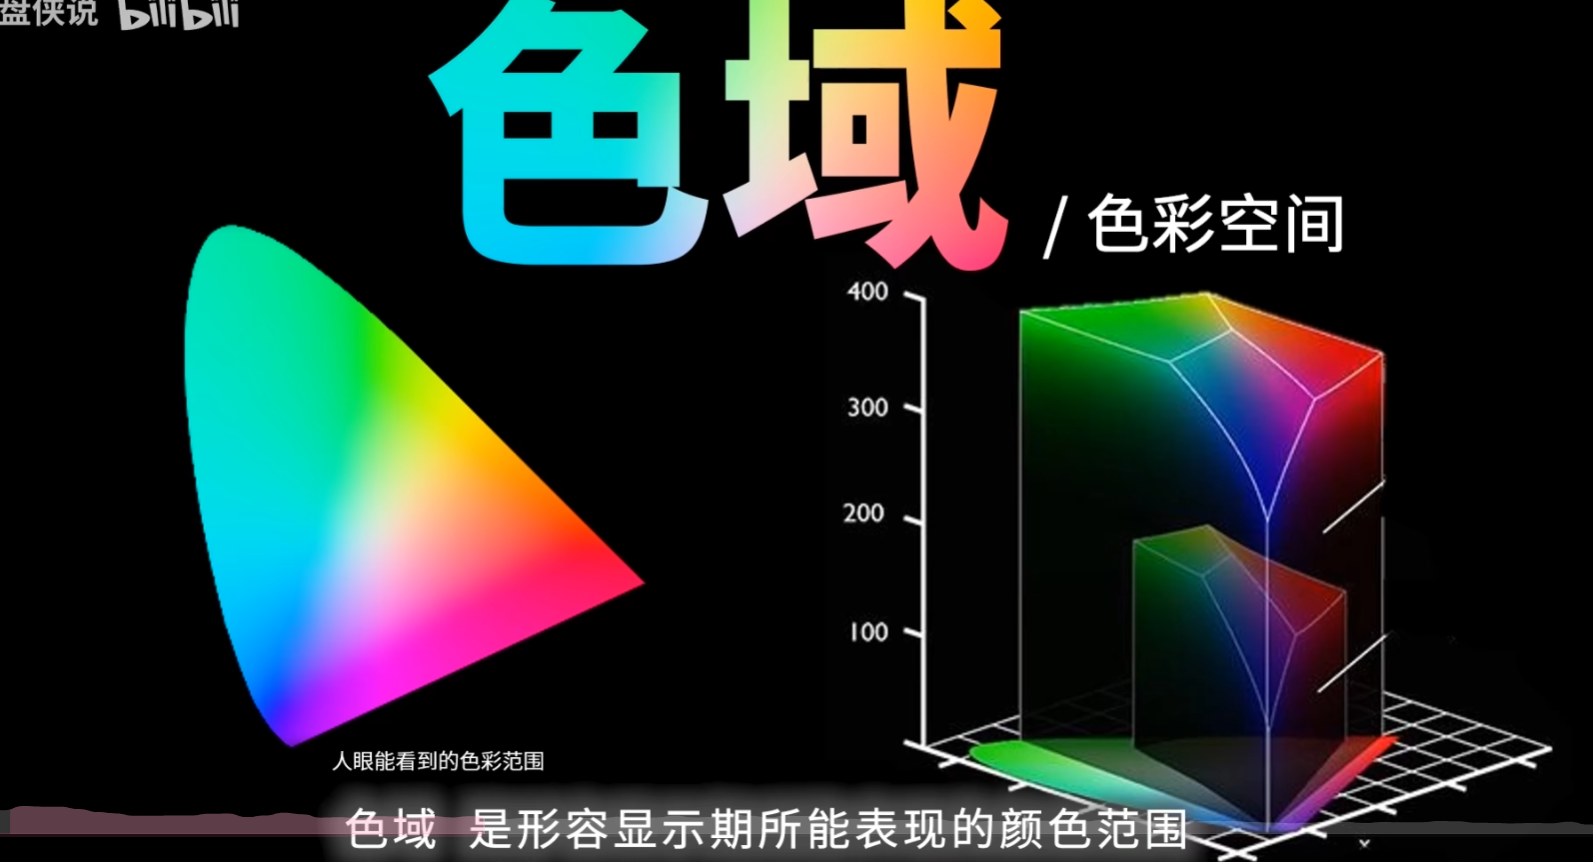 盘侠说 bilibili
色域
/ 色彩空间
400
300
200
100
人眼能看到的色彩范围
色域 是形容显示期所能表现的颜色范围